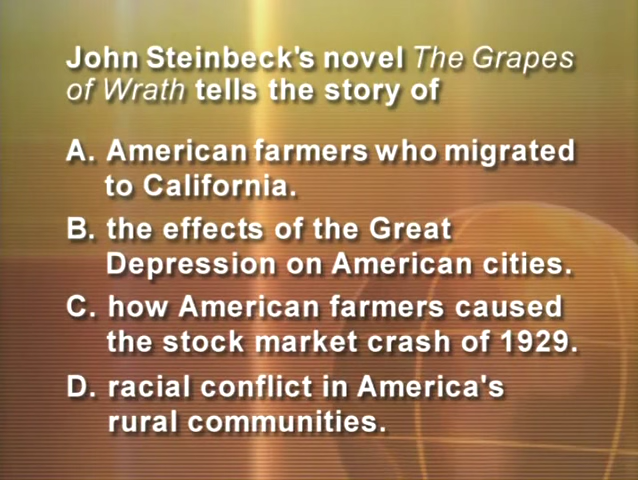 John Steinbeck's novel The Grapes
of Wrath tells the story of
A. American farmers who migrated
to California.
B. the effects of the Great
Depression on American cities.
C. how American farmers caused
the stock market crash of 1929.
D. racial conflict in America's
rural communities.